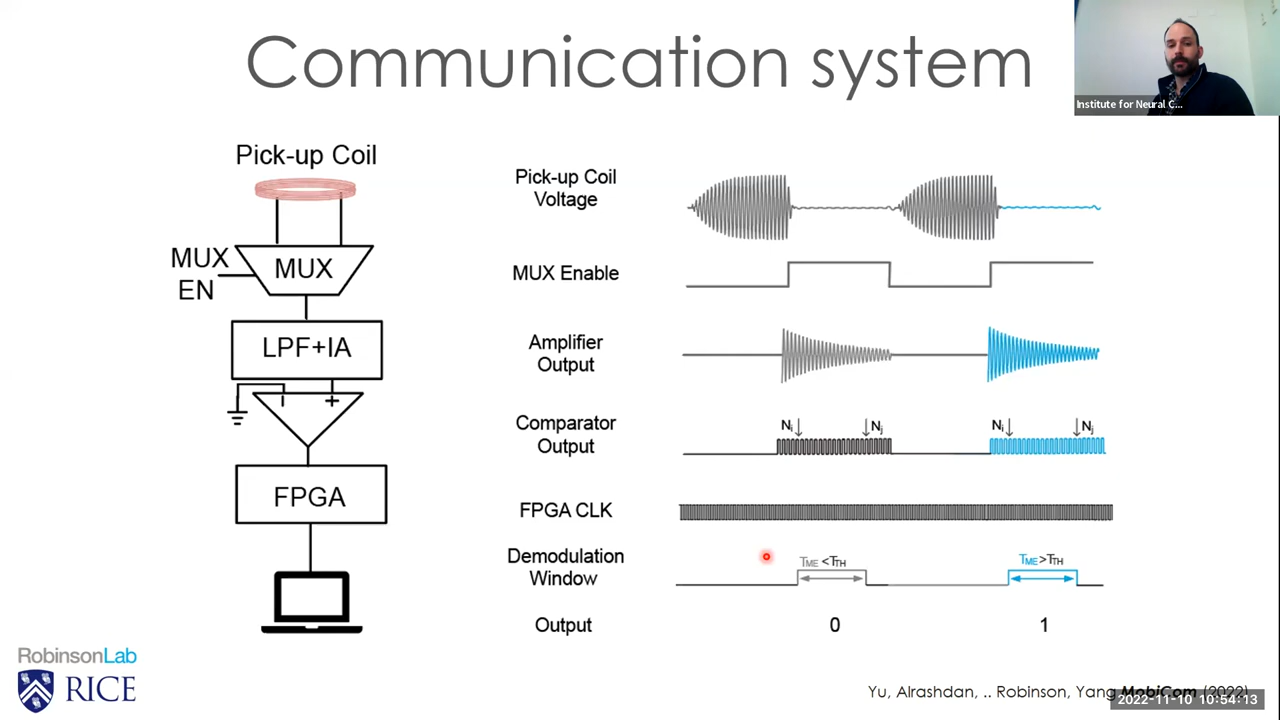 Communication system
Institute for Neural C...
Pick-up Coil
MUX
EN
MUX
LPF+IA
FPGA
Pick-up Coil
Voltage
MUX Enable
Amplifier
Output
Comparator
Output
Ni
Nj
Ni
Nj
FPGA CLK
Demodulation
Window
TME <TTH
TME>TTH
Output
0
1
RobinsonLab
RICE
Yu, Alrashdan, .. Robinson, Yang MobiCom (2022)
2022-11-10 10:54:13